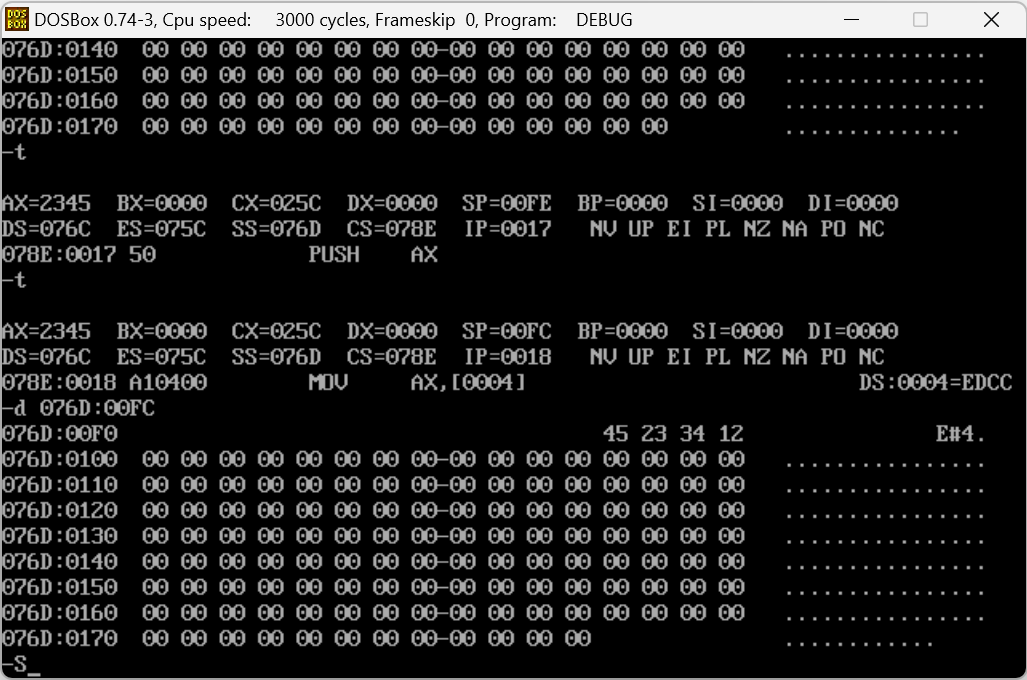 DOS BOX DOSBox 0.74-3, Cpu speed: 3000 cycles, Frameskip 0, Program: DEBUG
076D:0140 00 00 00 00 00 00 00 00-00 00 00 00 00 00 00 00 ................
076D:0150 00 00 00 00 00 00 00 00-00 00 00 00 00 00 00 00 ................
076D:0160 00 00 00 00 00 00 00 00-00 00 00 00 00 00 00 00 ................
076D:0170 00 00 00 00 00 00 00 00-00 00 00 00 00 00 ..............
-t
AX=2345 BX=0000 CX=025C DX=0000 SP=00FE BP=0000 SI=0000 DI=0000
DS=076C ES=075C SS=076D CS=078E IP=0017 NV UP EI PL NZ NA PO NC
078E:0017 50 PUSH AX
-t
AX=2345 BX=0000 CX=025C DX=0000 SP=00FC BP=0000 SI=0000 DI=0000
DS=076C ES=075C SS=076D CS=078E IP=0018 NV UP EI PL NZ NA PO NC
078E:0018 A10400 MOV AX,[0004] DS:0004=EDCC
-d 076D:00FC
076D:00F0 45 23 34 12 E#4.
076D:0100 00 00 00 00 00 00 00 00-00 00 00 00 00 00 00 00 ................
076D:0110 00 00 00 00 00 00 00 00-00 00 00 00 00 00 00 00 ................
076D:0120 00 00 00 00 00 00 00 00-00 00 00 00 00 00 00 00 ................
076D:0130 00 00 00 00 00 00 00 00-00 00 00 00 00 00 00 00 ................
076D:0140 00 00 00 00 00 00 00 00-00 00 00 00 00 00 00 00 ................
076D:0150 00 00 00 00 00 00 00 00-00 00 00 00 00 00 00 00 ................
076D:0160 00 00 00 00 00 00 00 00-00 00 00 00 00 00 00 00 ................
076D:0170 00 00 00 00 00 00 00 00-00 00 00 00 ............
-S_